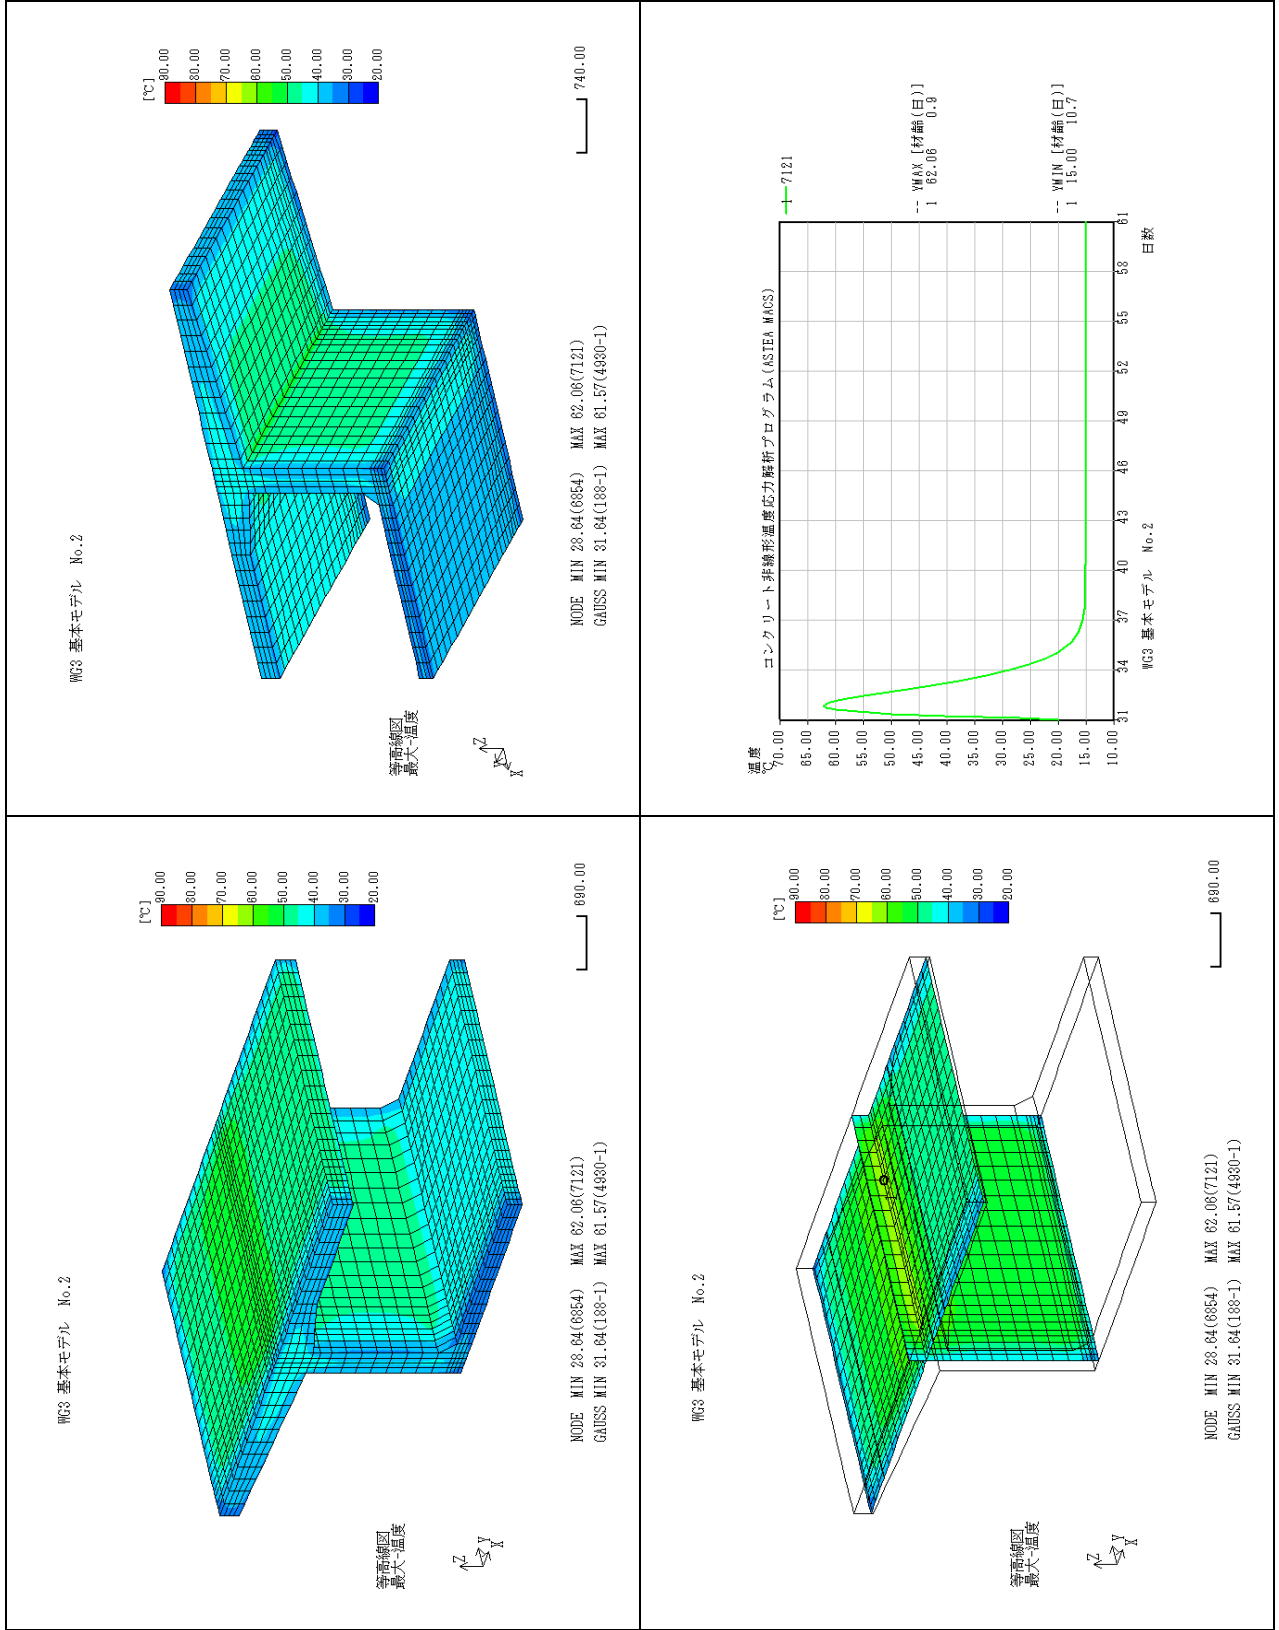 WG3 基本モデル No.2
[℃]
90.00
80.00
70.00
60.00
50.00
40.00
30.00
20.00
等高線図
最大-温度
Z
Y
X
740.00
NODE MIN 28.64(6854) MAX 62.06(7121)
GAUSS MIN 31.64(188-1) MAX 61.57(4930-1)
コンクリート非線形温度応力解析プログラム(ASTEA MACS)
温度
℃
70.00
65.00
60.00
55.00
50.00
45.00
40.00
35.00
30.00
25.00
20.00
15.00
10.00
31
34
37
40
43
46
49
52
55
58
61
日数
1 7121
-- YMAX [材齢(日)]
1 62.06 0.9
-- YMIN [材齢(日)]
1 15.00 10.7
WG3 基本モデル No.2
WG3 基本モデル No.2
[℃]
90.00
80.00
70.00
60.00
50.00
40.00
30.00
20.00
等高線図
最大-温度
Z
Y
X
690.00
NODE MIN 28.64(6854) MAX 62.06(7121)
GAUSS MIN 31.64(188-1) MAX 61.57(4930-1)
WG3 基本モデル No.2
[℃]
90.00
80.00
70.00
60.00
50.00
40.00
30.00
20.00
等高線図
最大-温度
Z
Y
X
690.00
NODE MIN 28.64(6854) MAX 62.06(7121)
GAUSS MIN 31.64(188-1) MAX 61.57(4930-1)